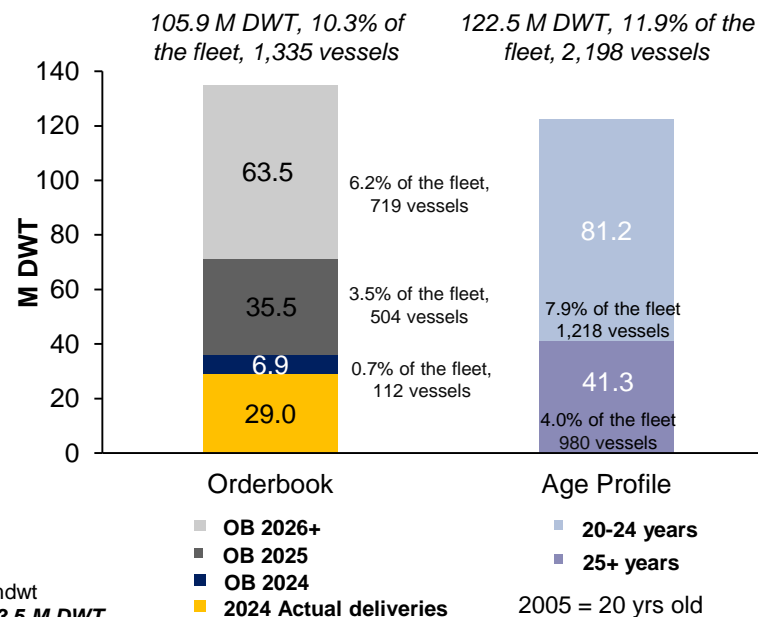 105.9 M DWT, 10.3% of
the fleet, 1,335 vessels
122.5 M DWT, 11.9% of the
fleet, 2,198 vessels
M DWT
140
120
100
80
60
40
20
0
63.5
35.5
6.9
29.0
6.2% of the fleet,
719 vessels
3.5% of the fleet,
504 vessels
0.7% of the fleet,
112 vessels
81.2
7.9% of the fleet
1,218 vessels
41.3
4.0% of the fleet
980 vessels
Orderbook
Age Profile
OB 2026+
OB 2025
OB 2024
2024 Actual deliveries
20-24 years
25+ years
2005 = 20 yrs old